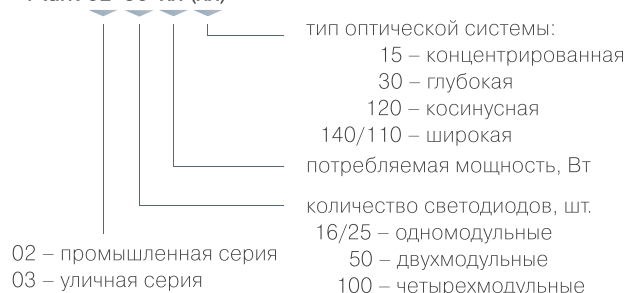 тип оптической системы:
15 – концентрированная
30 – глубокая
120 – косинусная
140/110 – широкая
потребляемая мощность, Вт
количество светодиодов, шт.
16/25 – одномодульные
50 – двухмодульные
100 – четырехмодульные
02 – промышленная серия
03 – уличная серия